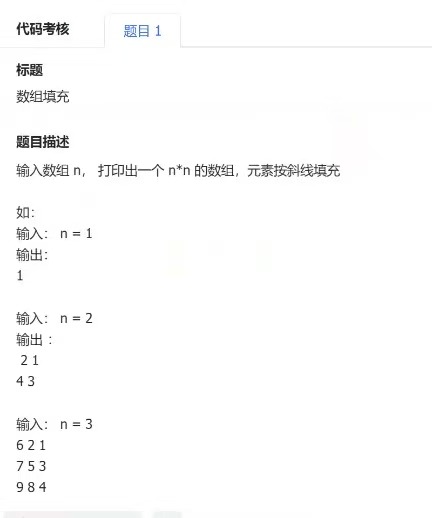 代码考核 题目 1
标题
数组填充
题目描述
输入数组 n， 打印出一个 n*n 的数组，元素按斜线填充
如：
输入： n = 1
输出：
1
输入： n = 2
输出 ：
2 1
4 3
输入： n = 3
6 2 1
7 5 3
9 8 4